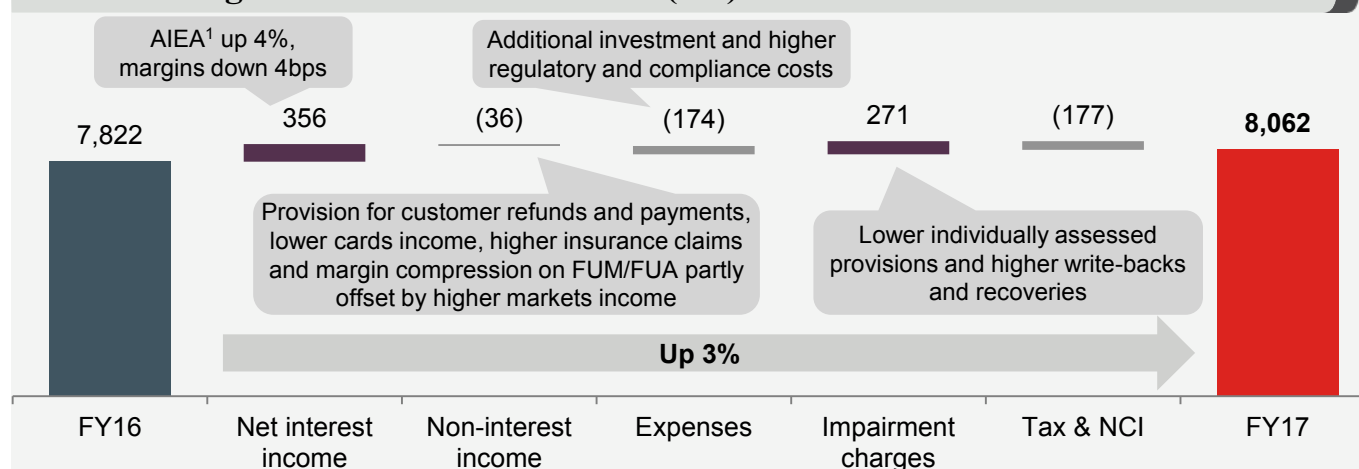 AIEA¹ up 4%,
margins down 4bps
Additional investment and higher
regulatory and compliance costs
7,822
356
(36)
(174)
271
(177)
8,062
Provision for customer refunds and payments,
lower cards income, higher insurance claims
and margin compression on FUM/FUA partly
offset by higher markets income
Lower individually assessed
provisions and higher write-backs
and recoveries
Up 3%
FY16
Net interest
income
Non-interest
income
Expenses
Impairment
charges
Tax & NCI
FY17